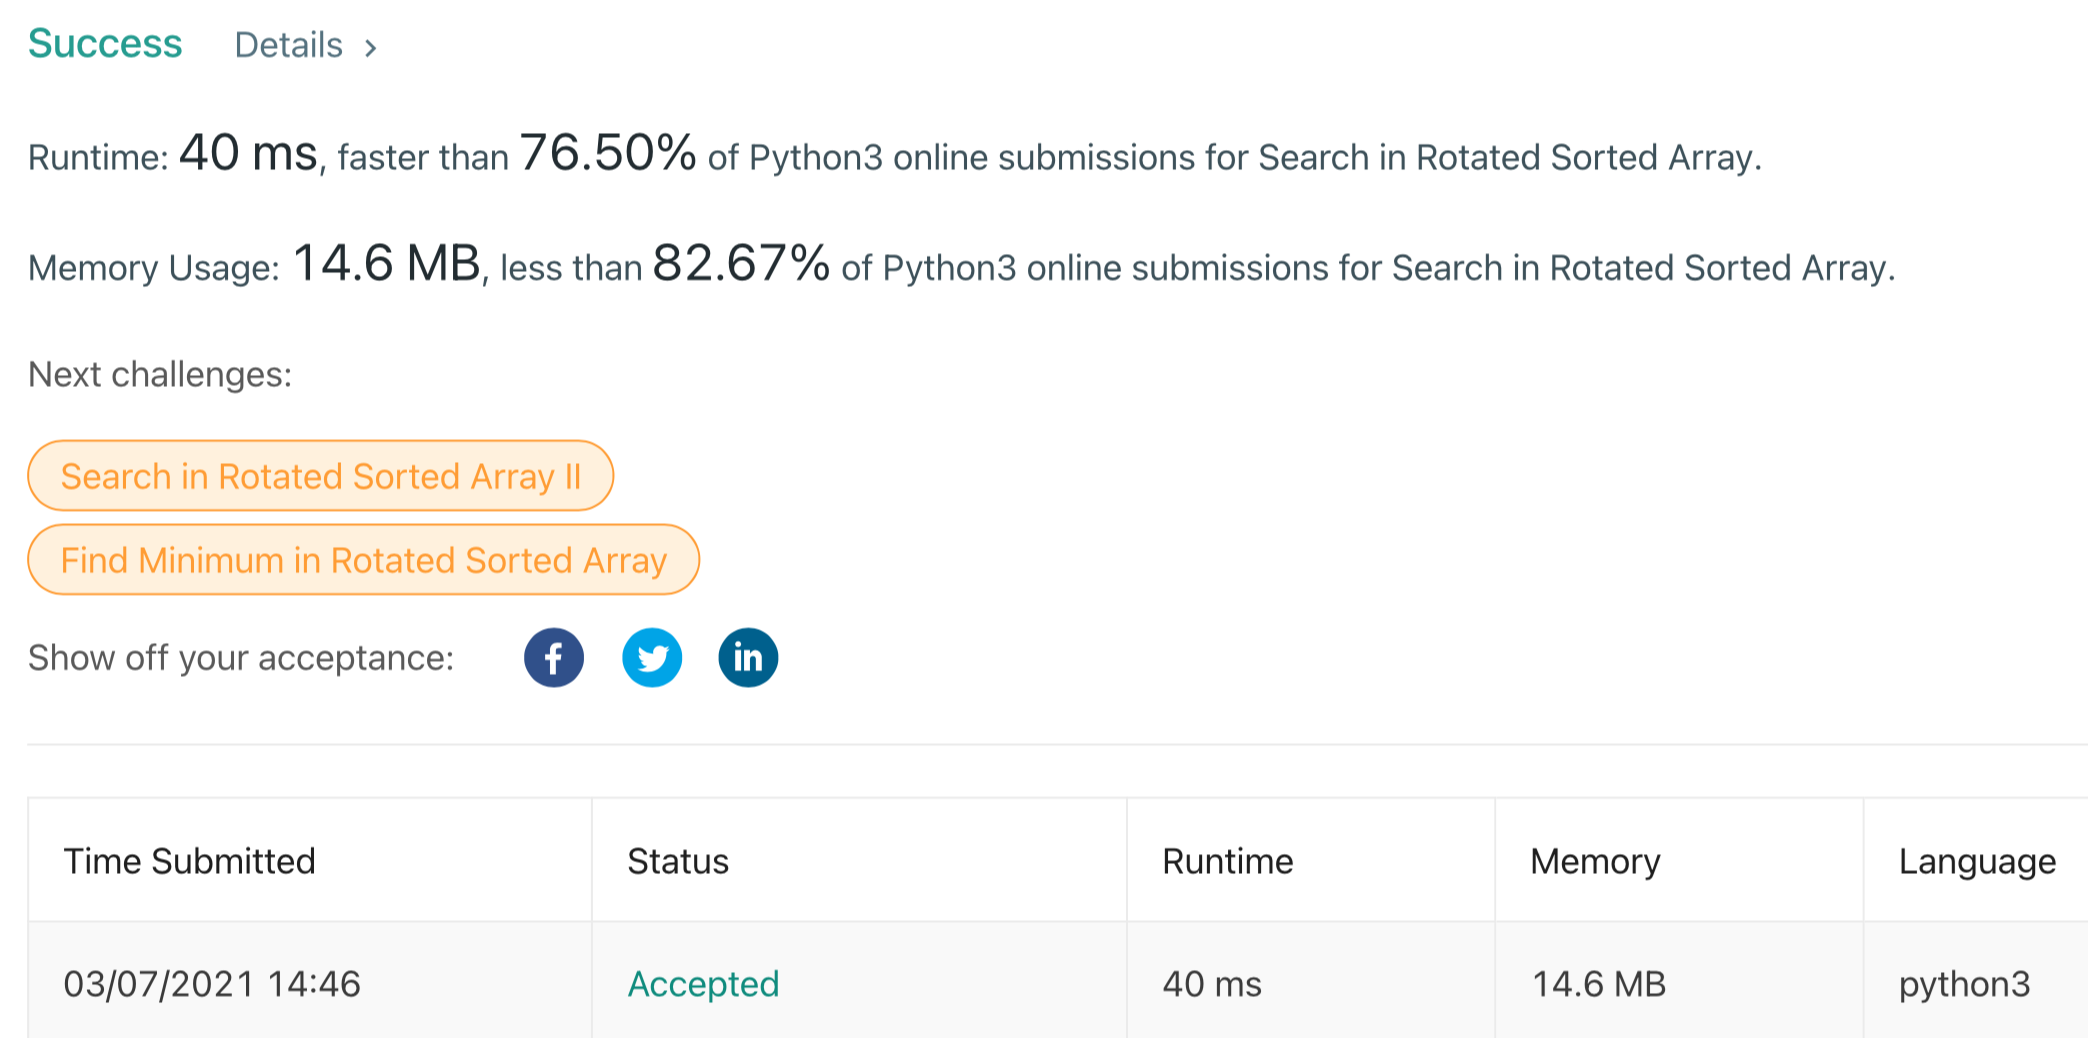 Success Details >
Runtime: 40 ms, faster than 76.50% of Python3 online submissions for Search in Rotated Sorted Array.
Memory Usage: 14.6 MB, less than 82.67% of Python3 online submissions for Search in Rotated Sorted Array.
Next challenges:
Search in Rotated Sorted Array II
Find Minimum in Rotated Sorted Array
Show off your acceptance: f in
Time Submitted Status Runtime Memory Language
03/07/2021 14:46 Accepted 40 ms 14.6 MB python3